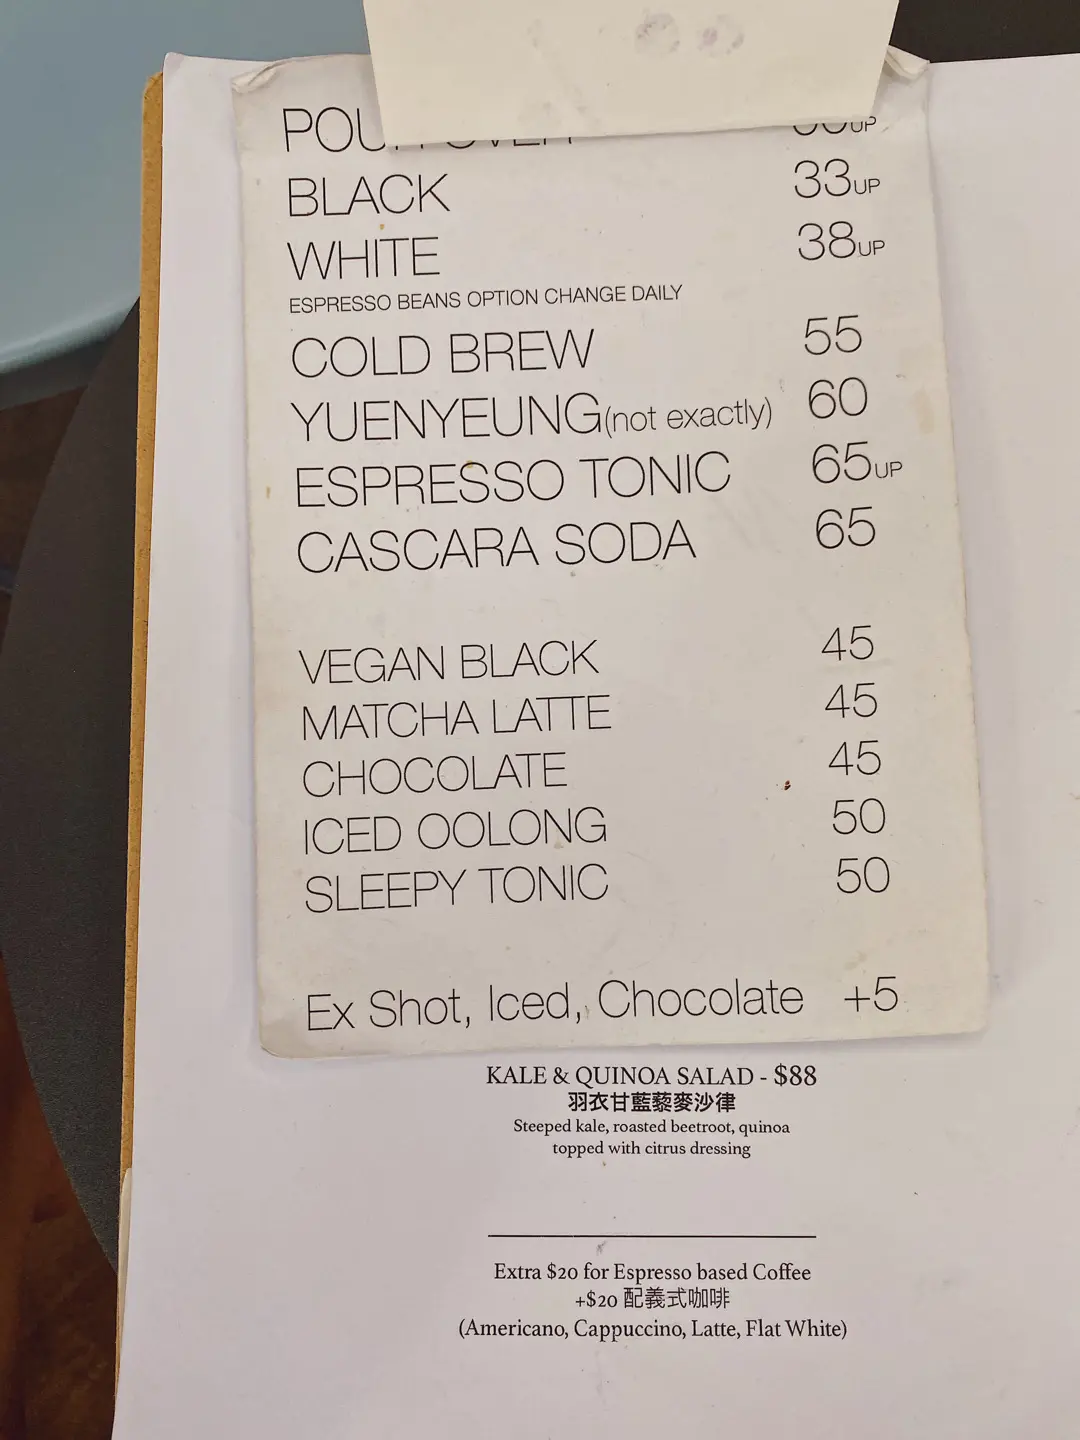 BLACK 33UP
WHITE 38UP
ESPRESSO BEANS OPTION CHANGE DAILY
COLD BREW 55
YUENYEUNG(not exactly) 60
ESPRESSO TONIC 65UP
CASCARA SODA 65
VEGAN BLACK 45
MATCHA LATTE 45
CHOCOLATE 45
ICED OOLONG 50
SLEEPY TONIC 50
Ex Shot, Iced, Chocolate +5
KALE & QUINOA SALAD - $88
羽衣甘藍藜麥沙律
Steeped kale, roasted beetroot, quinoa
topped with citrus dressing
Extra $20 for Espresso based Coffee
+$20 配義式咖啡
(Americano, Cappuccino, Latte, Flat White)